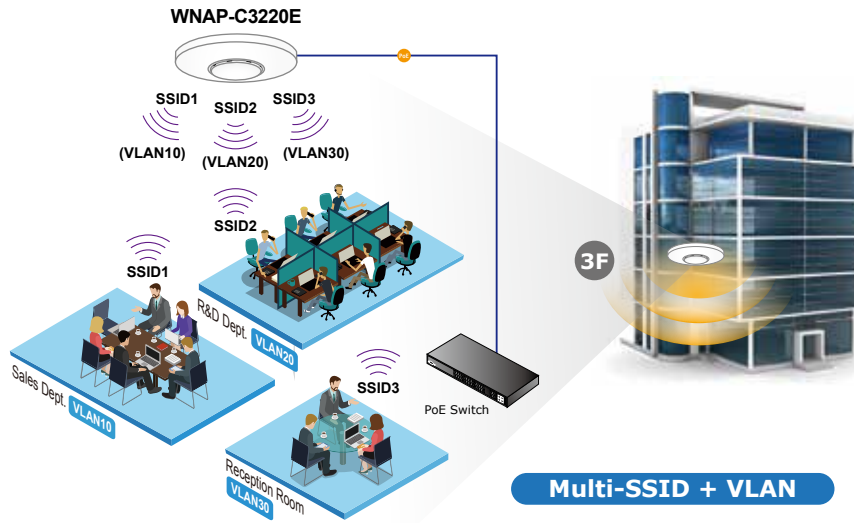 WNAP-C3220E
PoE
SSID1
SSID2
SSID3
(VLAN10)
(VLAN20)
(VLAN30)
SSID2
SSID1
3F
R&D Dept. VLAN20
Sales Dept. VLAN10
SSID3
PoE Switch
Reception Room
VLAN30
Multi-SSID + VLAN